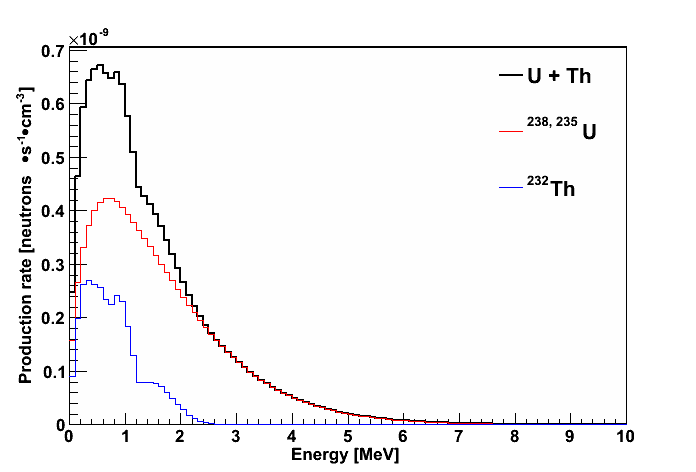 ×10⁻⁹
0.7
0.6
0.5
0.4
0.3
0.2
0.1
0
Production rate [neutrons •s⁻¹•cm⁻³]
U + Th
²³⁸, ²³⁵U
²³²Th
0 1 2 3 4 5 6 7 8 9 10
Energy [MeV]